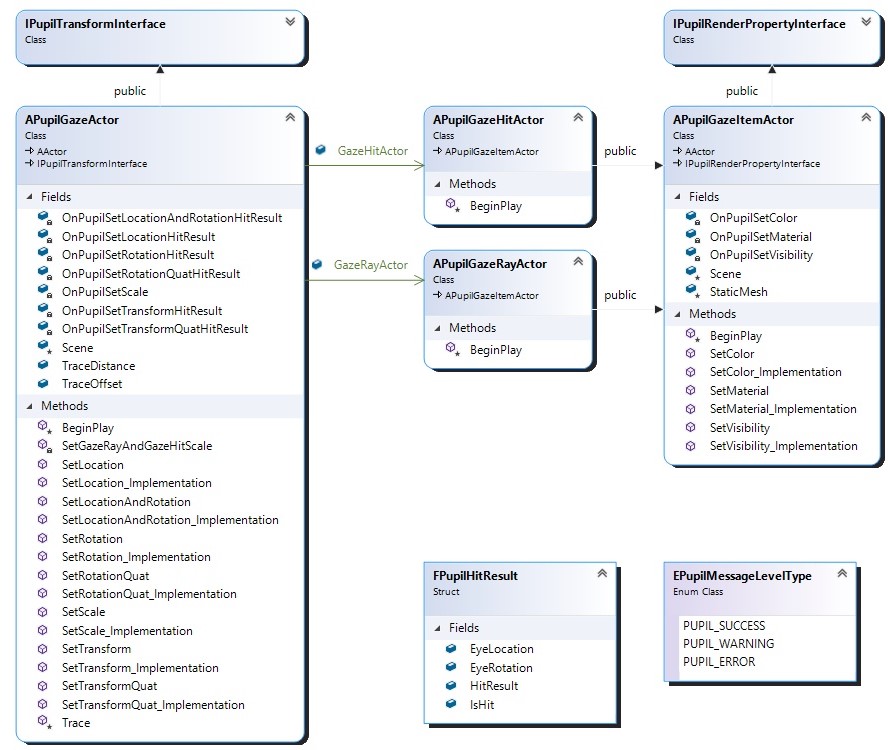 IPupilTransformInterface
Class
public
APupilGazeActor
Class
AActor
IPupilTransformInterface
Fields
OnPupilSetLocationAndRotationHitResult
OnPupilSetLocationHitResult
OnPupilSetRotationHitResult
OnPupilSetRotationQuatHitResult
OnPupilSetScale
OnPupilSetTransformHitResult
OnPupilSetTransformQuatHitResult
Scene
TraceDistance
TraceOffset
Methods
BeginPlay
SetGazeRayAndGazeHitScale
SetLocation
SetLocation_Implementation
SetLocationAndRotation
SetLocationAndRotation_Implementation
SetRotation
SetRotation_Implementation
SetRotationQuat
SetRotationQuat_Implementation
SetScale
SetScale_Implementation
SetTransform
SetTransform_Implementation
SetTransformQuat
SetTransformQuat_Implementation
Trace
GazeHitActor
GazeRayActor
APupilGazeHitActor
Class
APupilGazeItemActor
Methods
BeginPlay
public
APupilGazeRayActor
Class
APupilGazeItemActor
Methods
BeginPlay
public
IPupilRenderPropertyInterface
Class
public
APupilGazeItemActor
Class
AActor
IPupilRenderPropertyInterface
Fields
OnPupilSetColor
OnPupilSetMaterial
OnPupilSetVisibility
Scene
StaticMesh
Methods
BeginPlay
SetColor
SetColor_Implementation
SetMaterial
SetMaterial_Implementation
SetVisibility
SetVisibility_Implementation
FPupilHitResult
Struct
Fields
EyeLocation
EyeRotation
HitResult
IsHit
EPupilMessageLevelType
Enum Class
PUPIL_SUCCESS
PUPIL_WARNING
PUPIL_ERROR